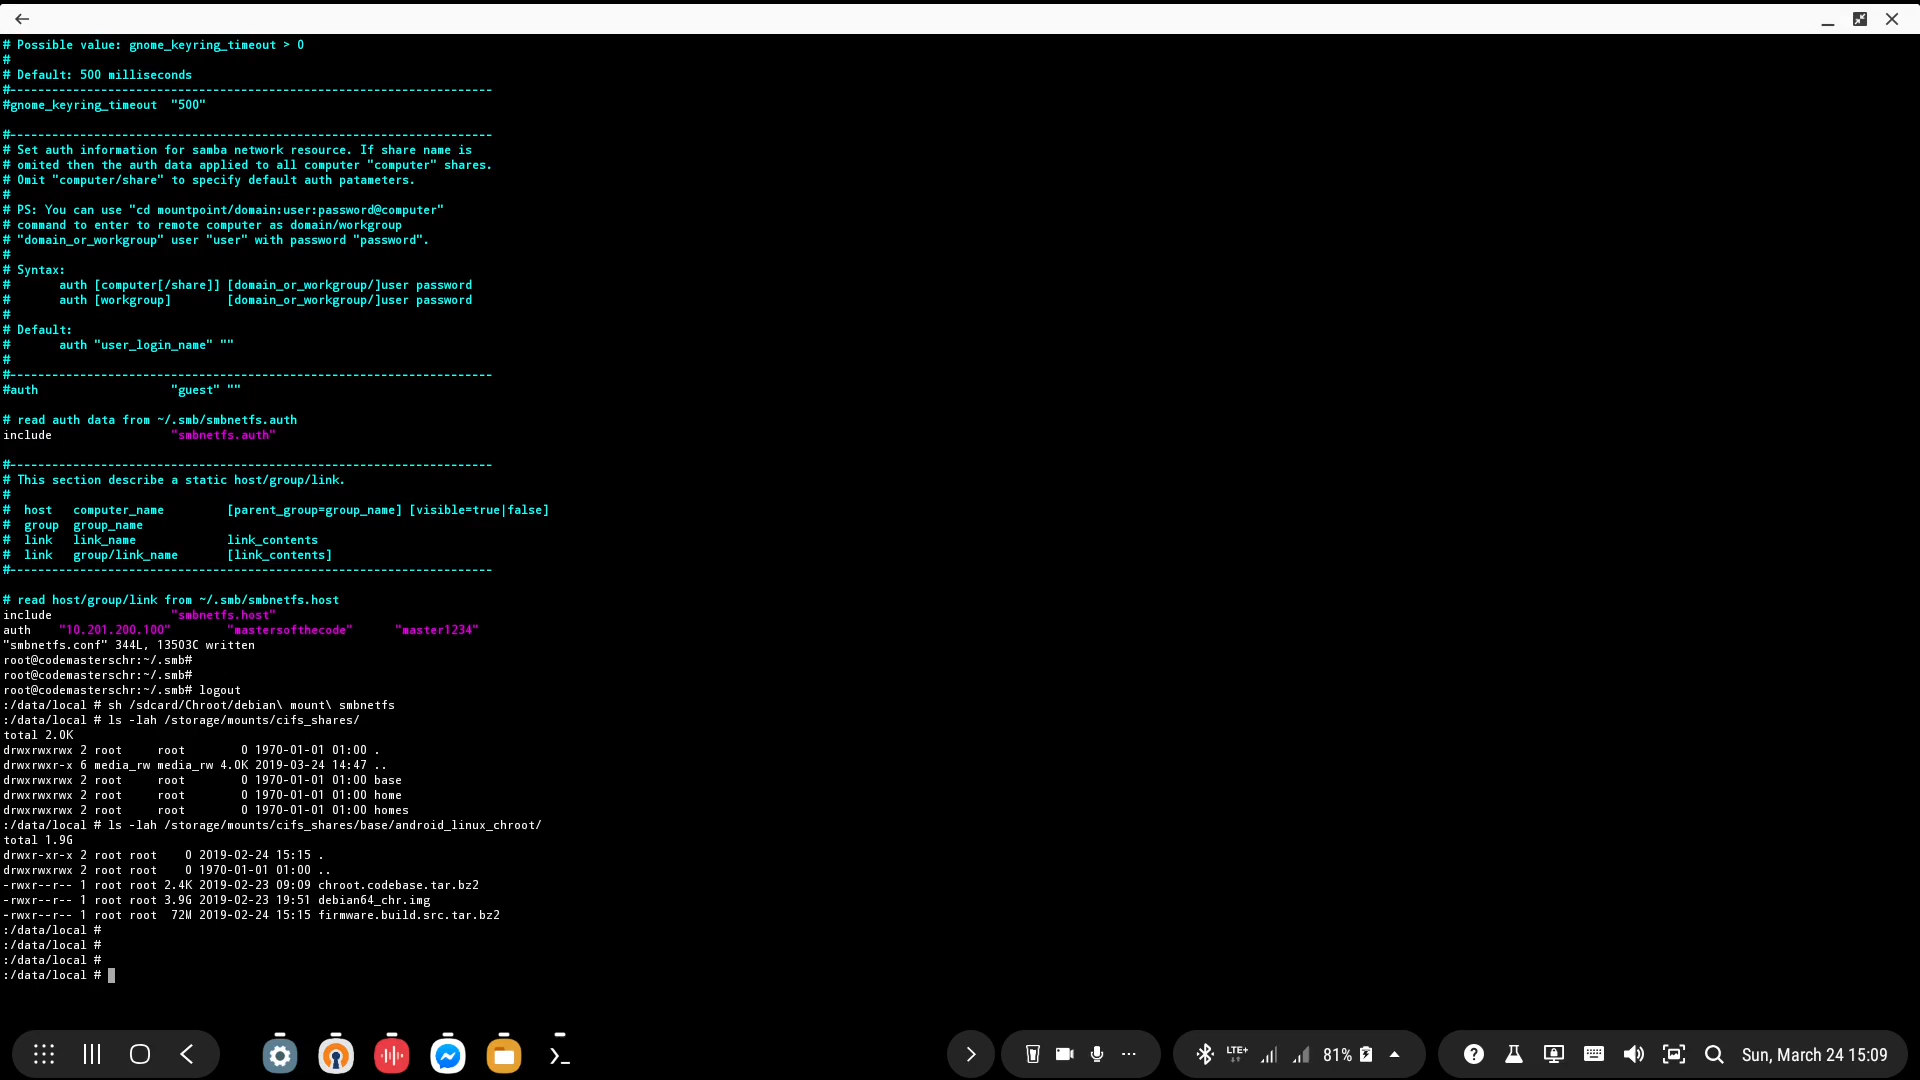 # Possible value: gnome_keyring_timeout > 0
#
# Default: 500 milliseconds
#---------------------------------------------------------------------
#gnome_keyring_timeout  "500"
#---------------------------------------------------------------------
# Set auth information for samba network resource. If share name is
# omited then the auth data applied to all computer "computer" shares.
# Omit "computer/share" to specify default auth patameters.
#
# PS: You can use "cd mountpoint/domain:user:password@computer"
# command to enter to remote computer as domain/workgroup
# "domain_or_workgroup" user "user" with password "password".
#
# Syntax:
#       auth [computer[/share]] [domain_or_workgroup/]user password
#       auth [workgroup]        [domain_or_workgroup/]user password
#
# Default:
#       auth "user_login_name" ""
#
#---------------------------------------------------------------------
#auth                   "guest" ""
# read auth data from ~/.smb/smbnetfs.auth
include                 "smbnetfs.auth"
#---------------------------------------------------------------------
# This section describe a static host/group/link.
#
#  host   computer_name         [parent_group=group_name] [visible=true|false]
#  group  group_name
#  link   link_name             link_contents
#  link   group/link_name       [link_contents]
#---------------------------------------------------------------------
# read host/group/link from ~/.smb/smbnetfs.host
include                 "smbnetfs.host"
auth    "10.201.200.100"        "mastersofthecode"      "master1234"
"smbnetfs.conf" 344L, 13503C written
root@codemasterschr:~/.smb#
root@codemasterschr:~/.smb#
root@codemasterschr:~/.smb# logout
:/data/local # sh /sdcard/Chroot/debian\ mount\ smbnetfs
:/data/local # ls -lah /storage/mounts/cifs_shares/
total 2.0K
drwxrwxrwx 2 root     root        0 1970-01-01 01:00 .
drwxrwxr-x 6 media_rw media_rw 4.0K 2019-03-24 14:47 ..
drwxrwxrwx 2 root     root        0 1970-01-01 01:00 base
drwxrwxrwx 2 root     root        0 1970-01-01 01:00 home
drwxrwxrwx 2 root     root        0 1970-01-01 01:00 homes
:/data/local # ls -lah /storage/mounts/cifs_shares/base/android_linux_chroot/
total 1.9G
drwxr-xr-x 2 root root    0 2019-02-24 15:15 .
drwxrwxrwx 2 root root    0 1970-01-01 01:00 ..
-rwxr--r-- 1 root root 2.4K 2019-02-23 09:09 chroot.codebase.tar.bz2
-rwxr--r-- 1 root root 3.9G 2019-02-23 19:51 debian64_chr.img
-rwxr--r-- 1 root root  72M 2019-02-24 15:15 firmware.build.src.tar.bz2
:/data/local #
:/data/local #
:/data/local #
:/data/local #
LTE+ 81% Sun, March 24 15:09